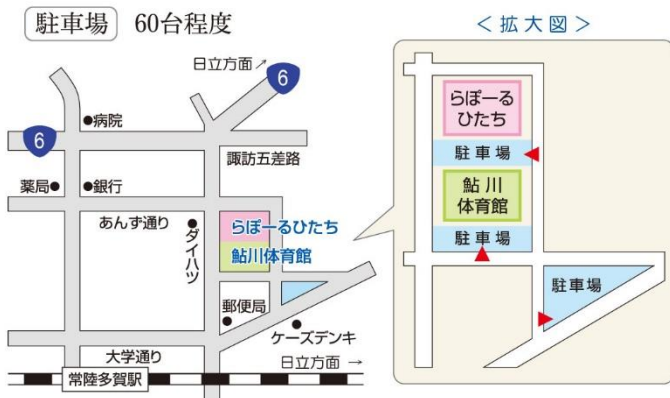 駐車場 60台程度
日立方面
6
病院
6
諏訪五差路
薬局
銀行
あんず通り
ダイハツ
らぽーるひたち
鮎川体育館
郵便局
ケーズデンキ
大学通り
日立方面 →
常陸多賀駅
＜拡大図＞
らぽーる
ひたち
駐車場
鮎川
体育館
駐車場
駐車場